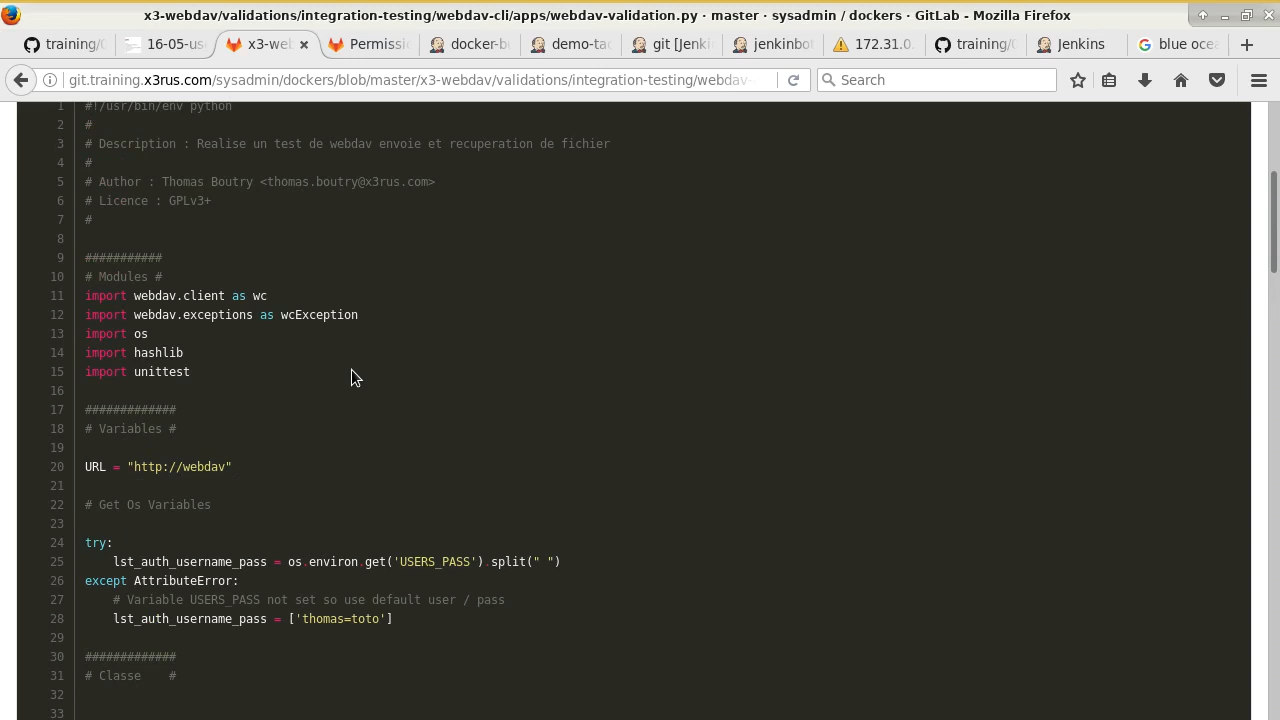 x3-webdav/validations/integration-testing/webdav-cli/apps/webdav-validation.py · master · sysadmin / dockers · GitLab - Mozilla Firefox
training/
16-05-us
x3-we
Permis
docker-b
demo-ta
git [Jenk
jenkinbo
172.31.0.
training/
Jenkins
blue ocea
git.training.x3rus.com/sysadmin/dockers/blob/master/x3-webdav/validations/integration-testing/webdav-
Search
1 #!/usr/bin/env python
2 #
3 # Description : Realise un test de webdav envoie et recuperation de fichier
4 #
5 # Author : Thomas Boutry <thomas.boutry@x3rus.com>
6 # Licence : GPLv3+
7 #
8
9 ###########
10 # Modules #
11 import webdav.client as wc
12 import webdav.exceptions as wcException
13 import os
14 import hashlib
15 import unittest
16
17 #############
18 # Variables #
19
20 URL = "http://webdav"
21
22 # Get Os Variables
23
24 try:
25 lst_auth_username_pass = os.environ.get('USERS_PASS').split(" ")
26 except AttributeError:
27 # Variable USERS_PASS not set so use default user / pass
28 lst_auth_username_pass = ['thomas=toto']
29
30 #############
31 # Classe    #
32
33